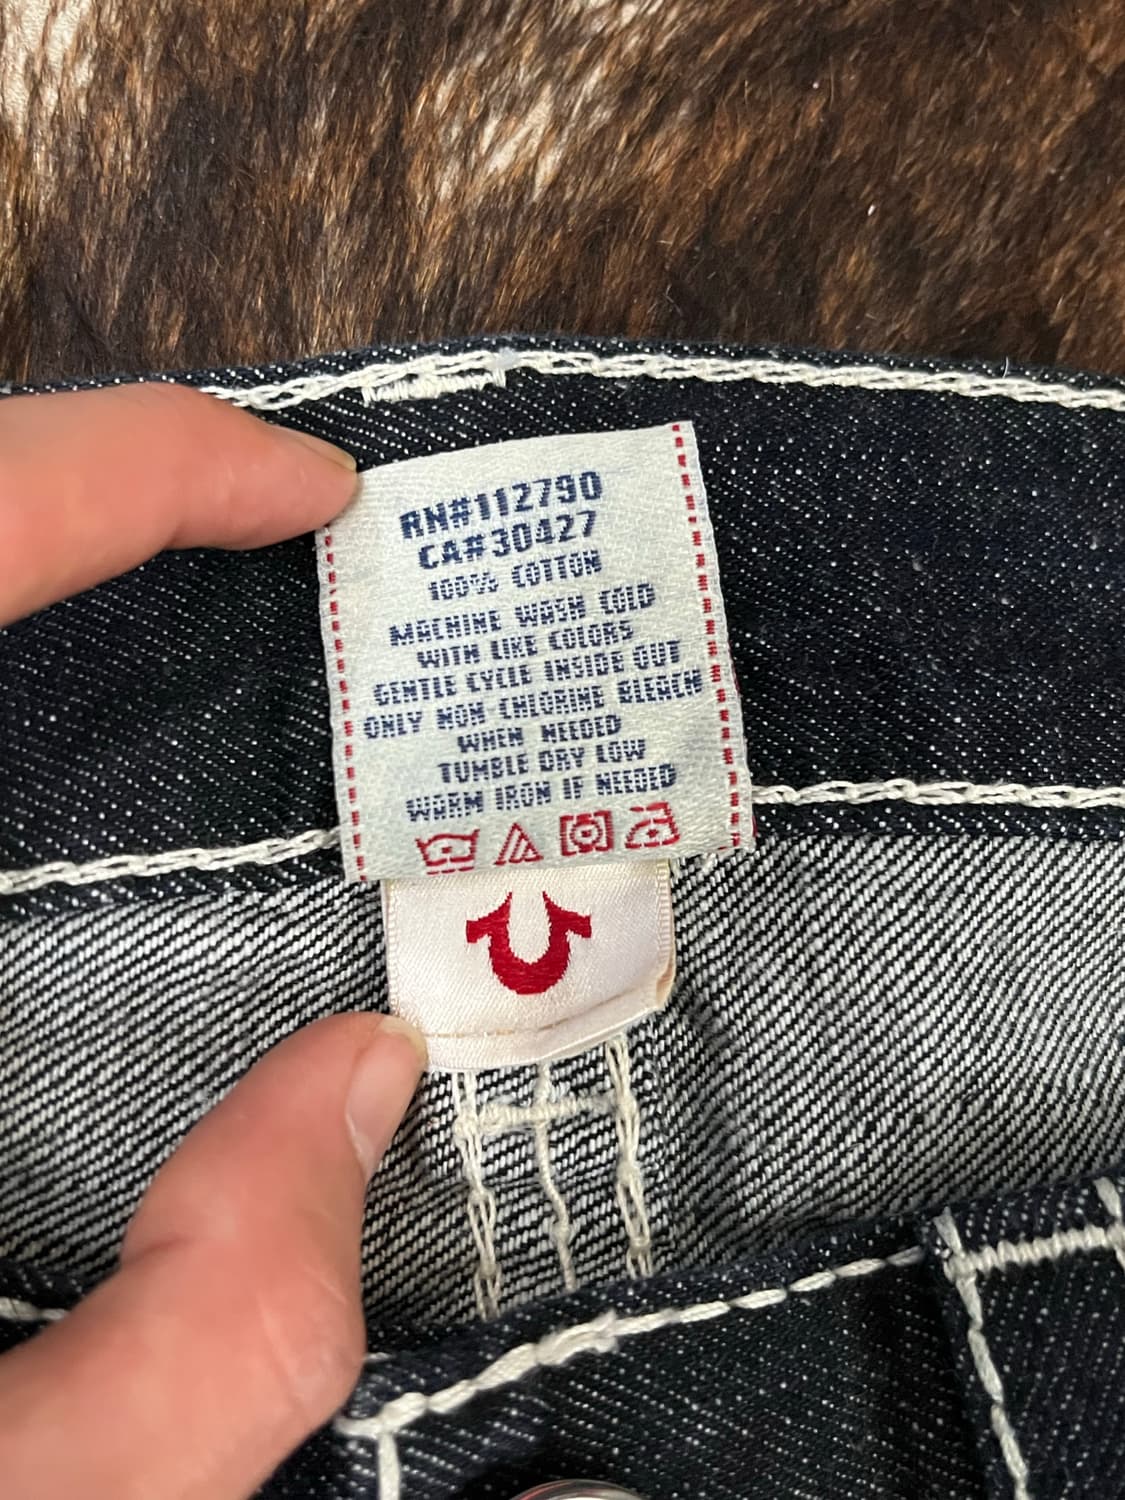 RN#112790
CA#30427
100% COTTON
MACHINE WASH COLD
WITH LIKE COLORS
GENTLE CYCLE INSIDE OUT
ONLY NON-CHLORINE BLEACH
WHEN NEEDED
TUMBLE DRY LOW
WARM IRON IF NEEDED